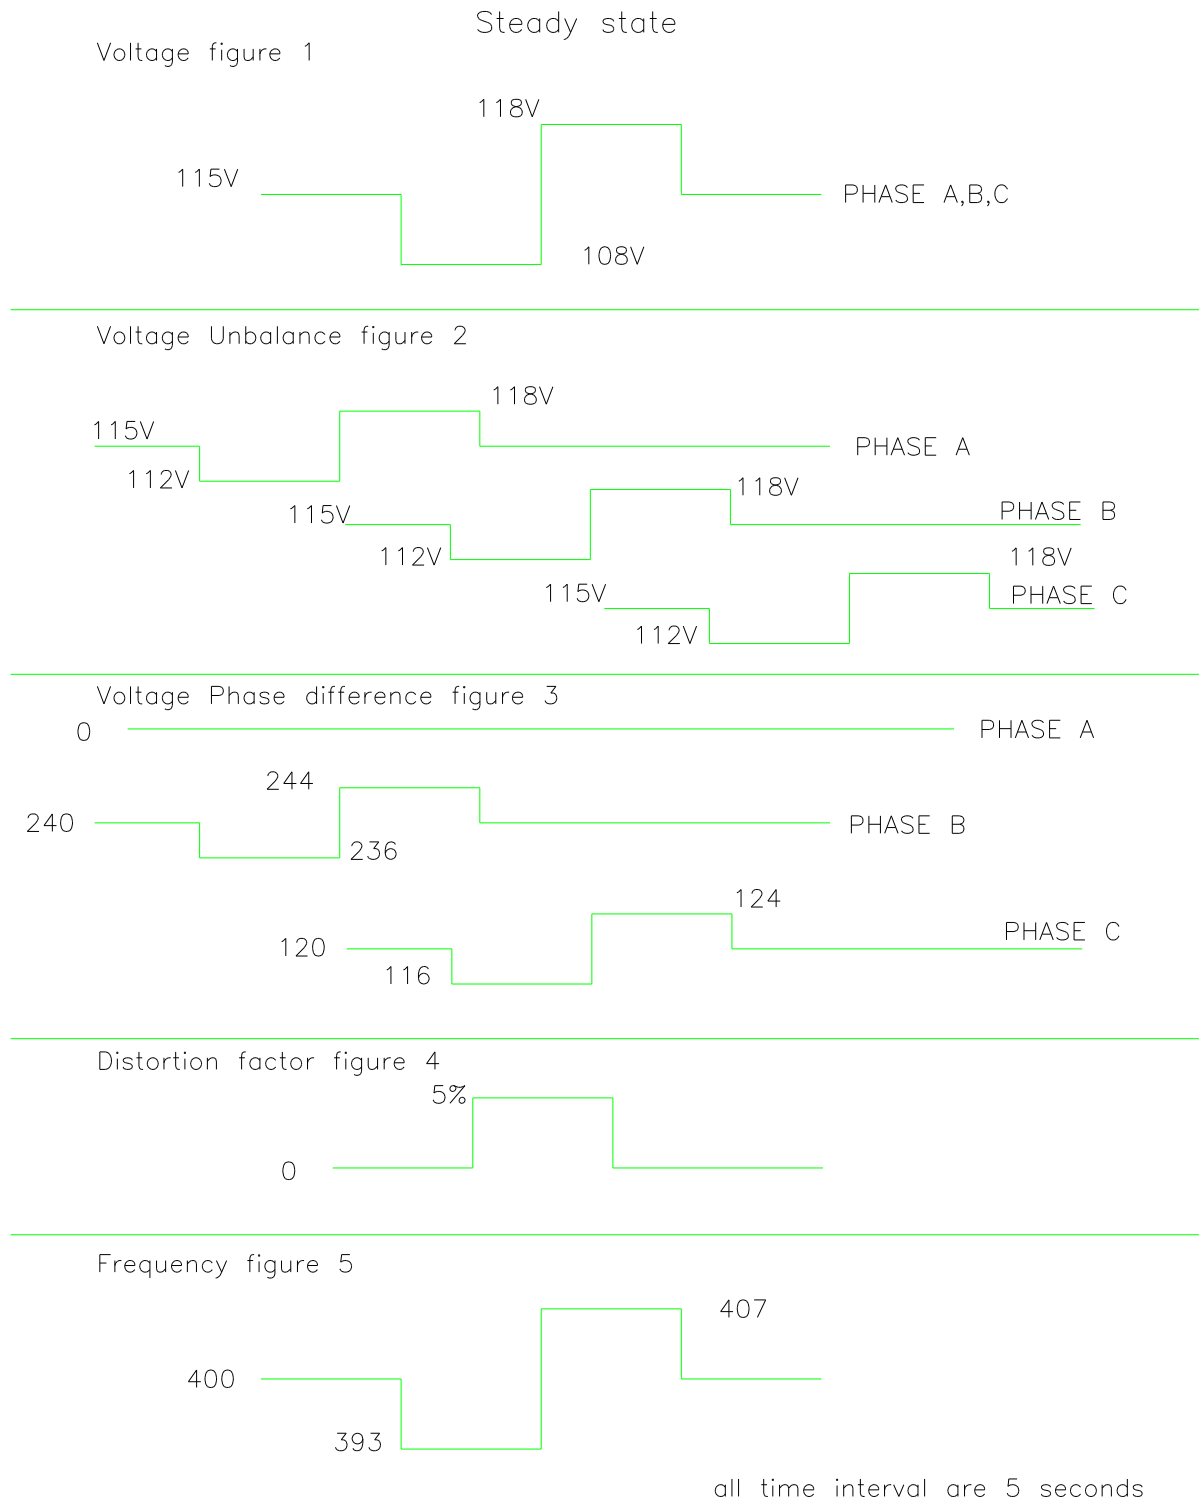 Steady state
Voltage figure 1
118V
115V
PHASE A,B,C
108V
Voltage Unbalance figure 2
118V
115V
PHASE A
112V
118V
115V
PHASE B
112V
118V
115V
PHASE C
112V
Voltage Phase difference figure 3
0
PHASE A
244
240
PHASE B
236
124
120
PHASE C
116
Distortion factor figure 4
5%
0
Frequency figure 5
407
400
393
all time interval are 5 seconds